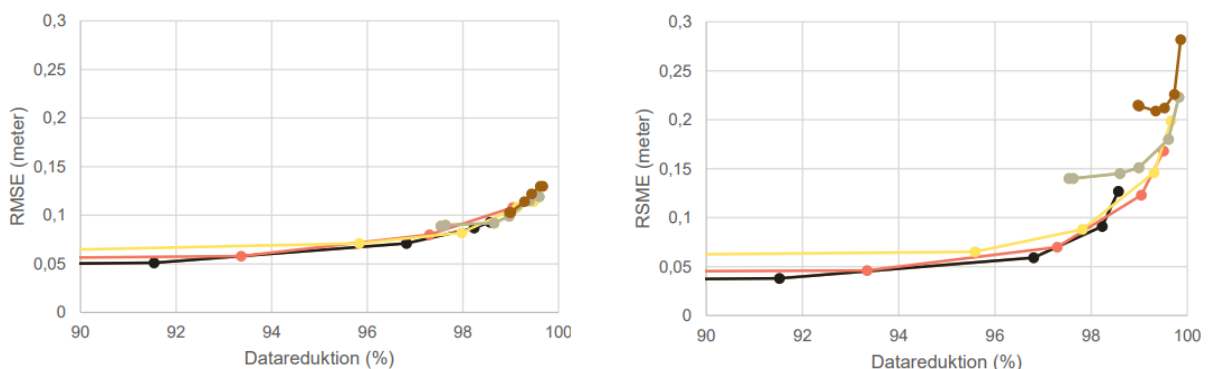 0,3
0,25
0,2
0,15
0,1
0,05
0
RMSE (meter)
90 92 94 96 98 100
Datareduktion (%)
0,3
0,25
0,2
0,15
0,1
0,05
0
RSME (meter)
90 92 94 96 98 100
Datareduktion (%)